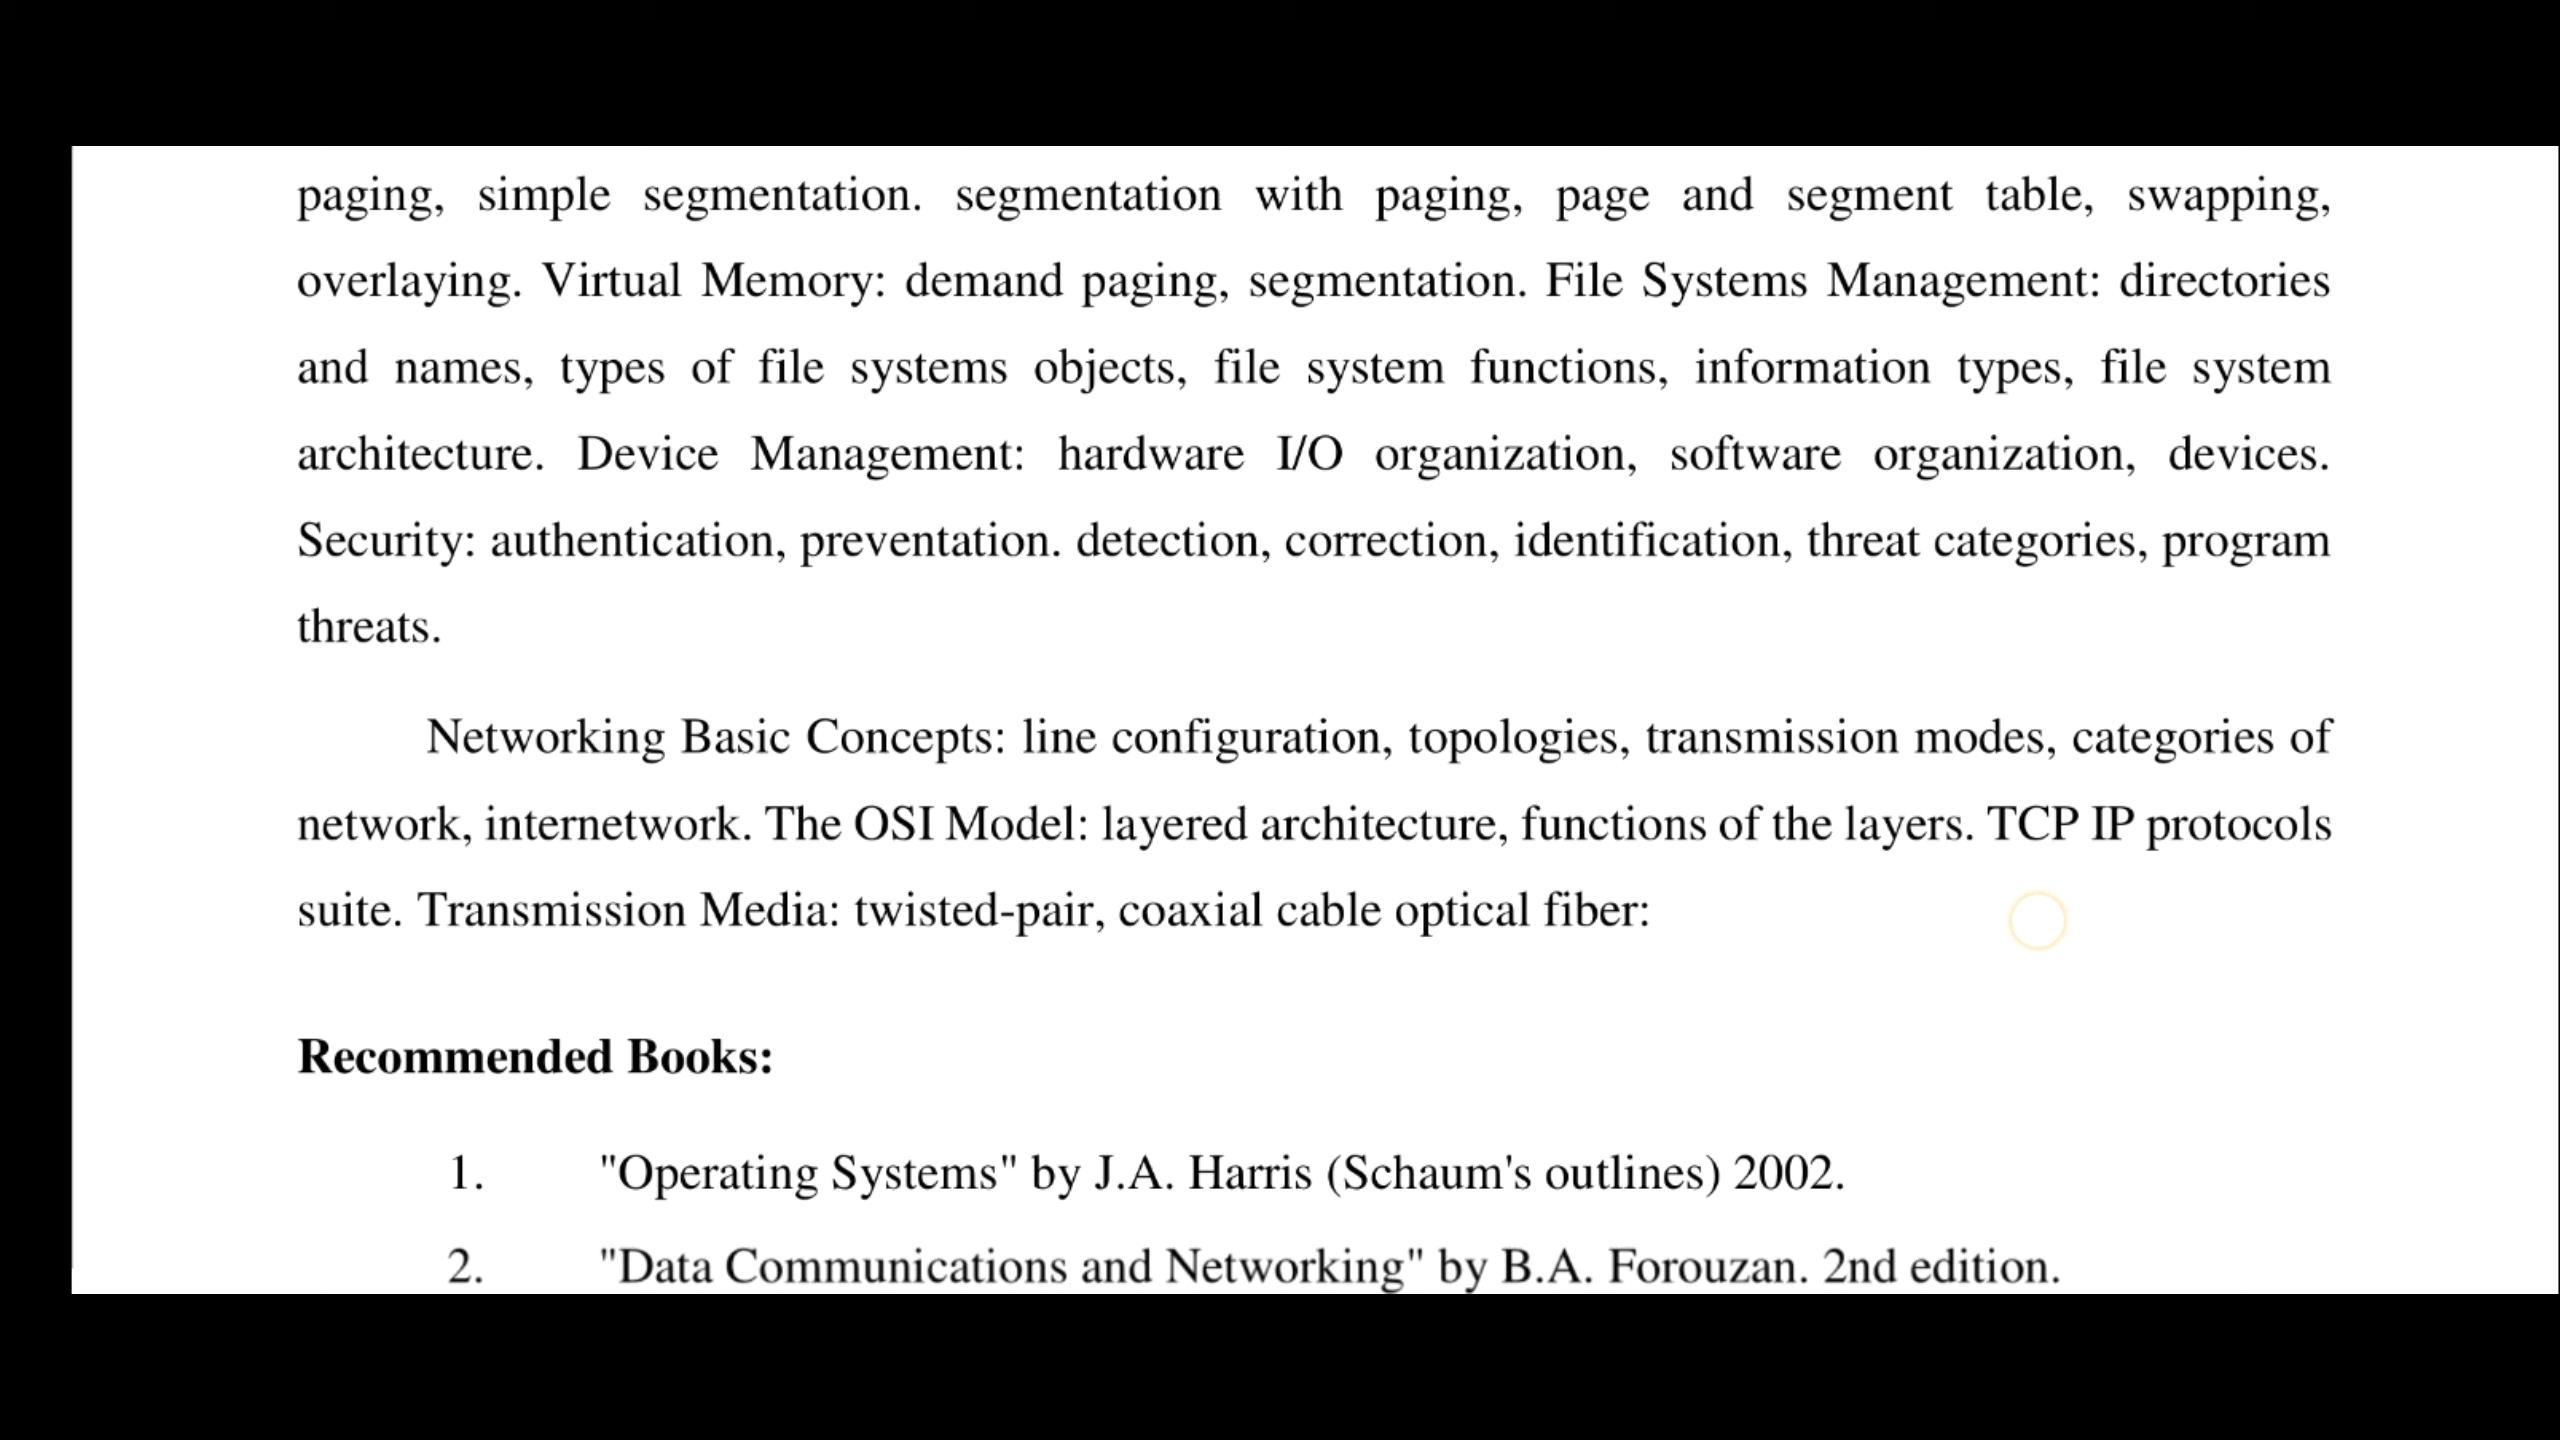 paging, simple segmentation. segmentation with paging, page and segment table, swapping,
overlaying. Virtual Memory: demand paging, segmentation. File Systems Management: directories
and names, types of file systems objects, file system functions, information types, file system
architecture. Device Management: hardware I/O organization, software organization, devices.
Security: authentication, preventation. detection, correction, identification, threat categories, program
threats.
Networking Basic Concepts: line configuration, topologies, transmission modes, categories of
network, internetwork. The OSI Model: layered architecture, functions of the layers. TCP IP protocols
suite. Transmission Media: twisted-pair, coaxial cable optical fiber:
Recommended Books:
1. "Operating Systems" by J.A. Harris (Schaum's outlines) 2002.
2. "Data Communications and Networking" by B.A. Forouzan. 2nd edition.